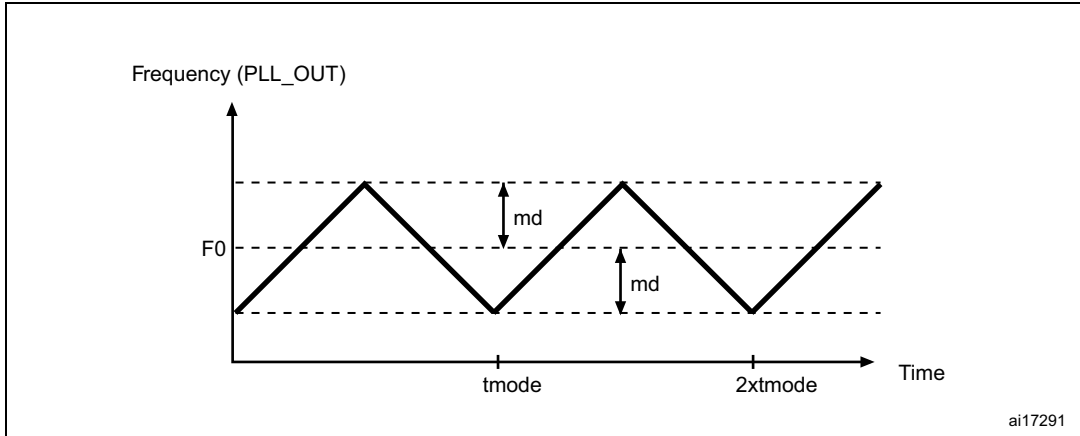 Frequency (PLL_OUT)
md
F0
md
tmode
2xtmode
Time
ai17291